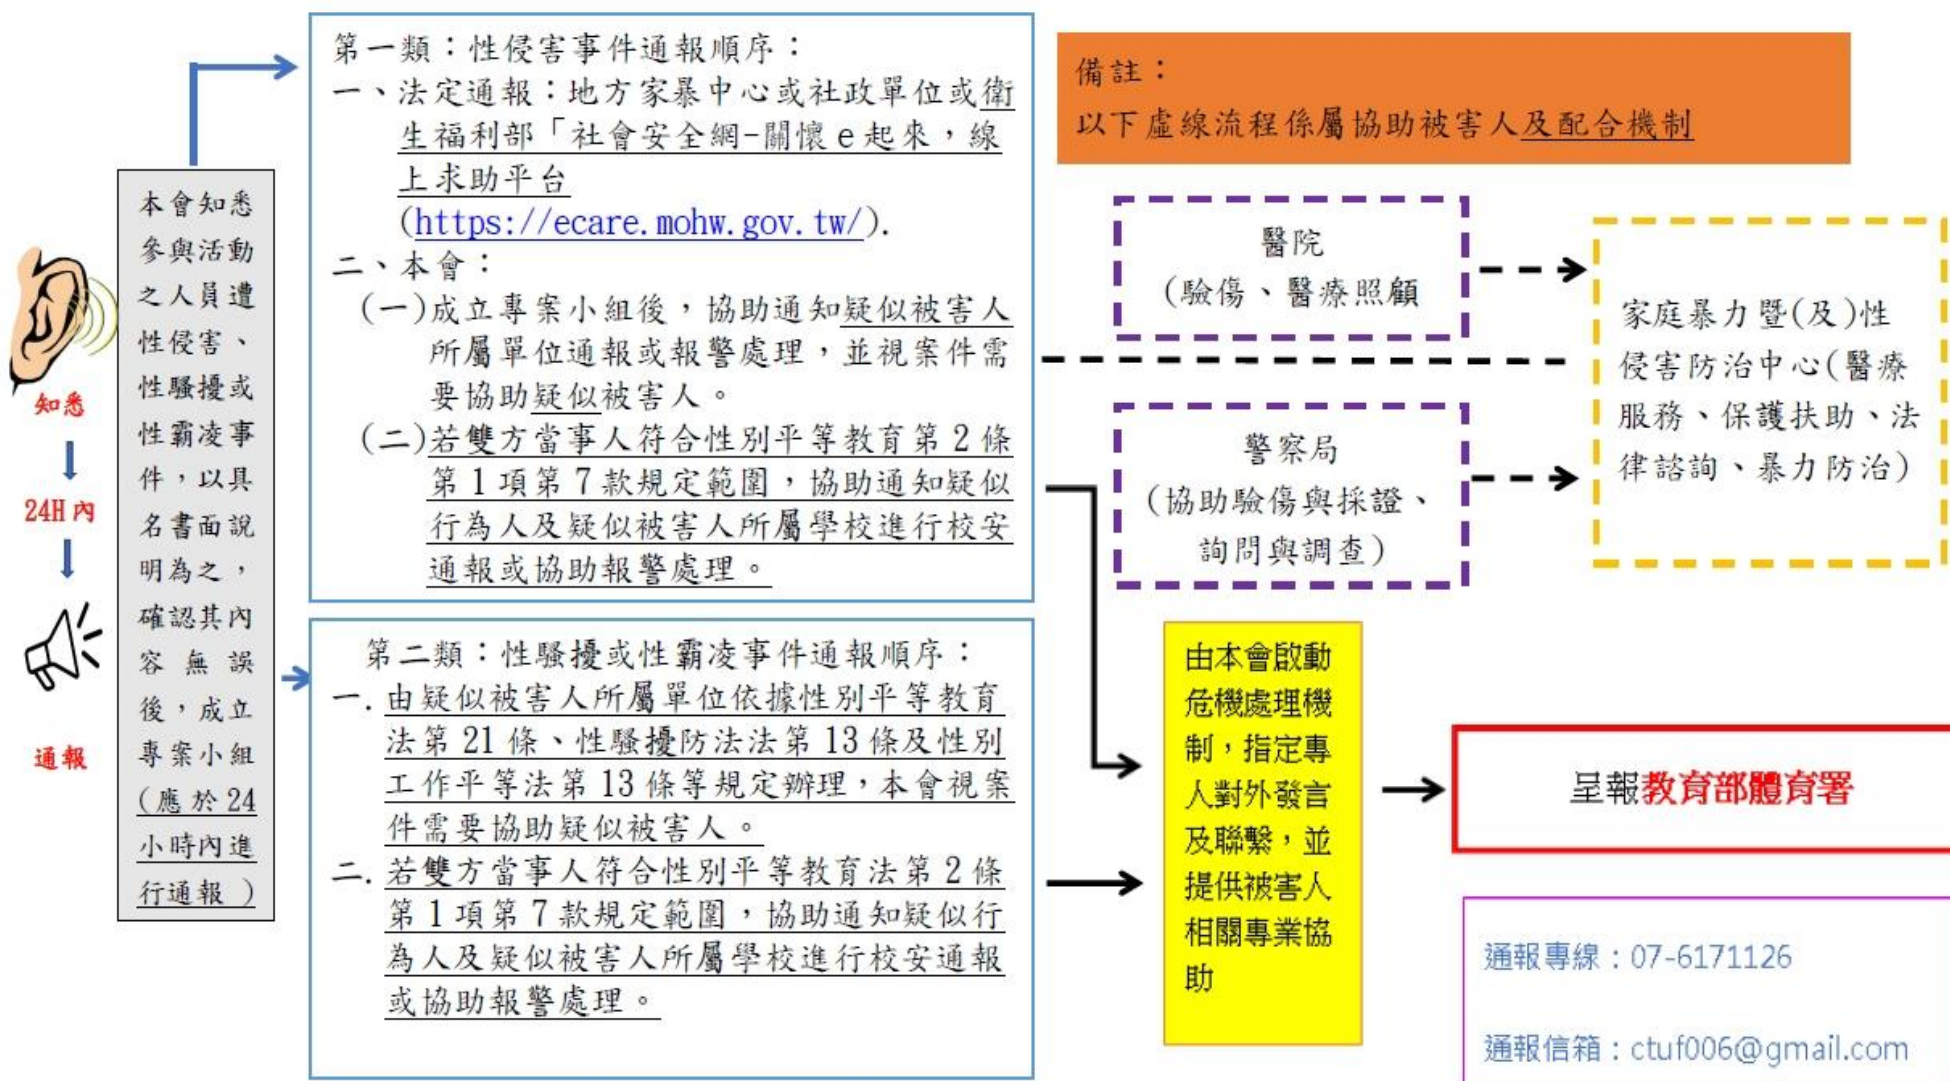 知悉
24H 內
通報
本會知悉
參與活動
之人員遭
性侵害、
性騷擾或
性霸凌事
件，以具
名書面說
明為之，
確認其內
容無誤
後，成立
專案小組
(應於24
小時內進
行通報 )
第一類：性侵害事件通報順序：
一、法定通報：地方家暴中心或社政單位或衛
生福利部「社會安全網-關懷 e 起來，線
上求助平台
(https://ecare.mohw.gov.tw/).
二、本會：
(一)成立專案小組後，協助通知疑似被害人
所屬單位通報或報警處理，並視案件需
要協助疑似被害人。
(二)若雙方當事人符合性別平等教育第 2 條
第 1 項第 7 款規定範圍，協助通知疑似
行為人及疑似被害人所屬學校進行校安
通報或協助報警處理。
第二類：性騷擾或性霸凌事件通報順序：
一. 由疑似被害人所屬單位依據性別平等教育
法第 21 條、性騷擾防法法第 13 條及性別
工作平等法第 13 條等規定辦理，本會視案
件需要協助疑似被害人。
二. 若雙方當事人符合性別平等教育法第 2 條
第 1 項第 7 款規定範圍，協助通知疑似行
為人及疑似被害人所屬學校進行校安通報
或協助報警處理。
備註：
以下虛線流程係屬協助被害人及配合機制
醫院
(驗傷、醫療照顧
警察局
(協助驗傷與採證、
詢問與調查)
家庭暴力暨(及)性
侵害防治中心(醫療
服務、保護扶助、法
律諮詢、暴力防治)
由本會啟動
危機處理機
制，指定專
人對外發言
及聯繫，並
提供被害人
相關專業協
助
呈報教育部體育署
通報專線：07-6171126
通報信箱：ctuf006@gmail.com